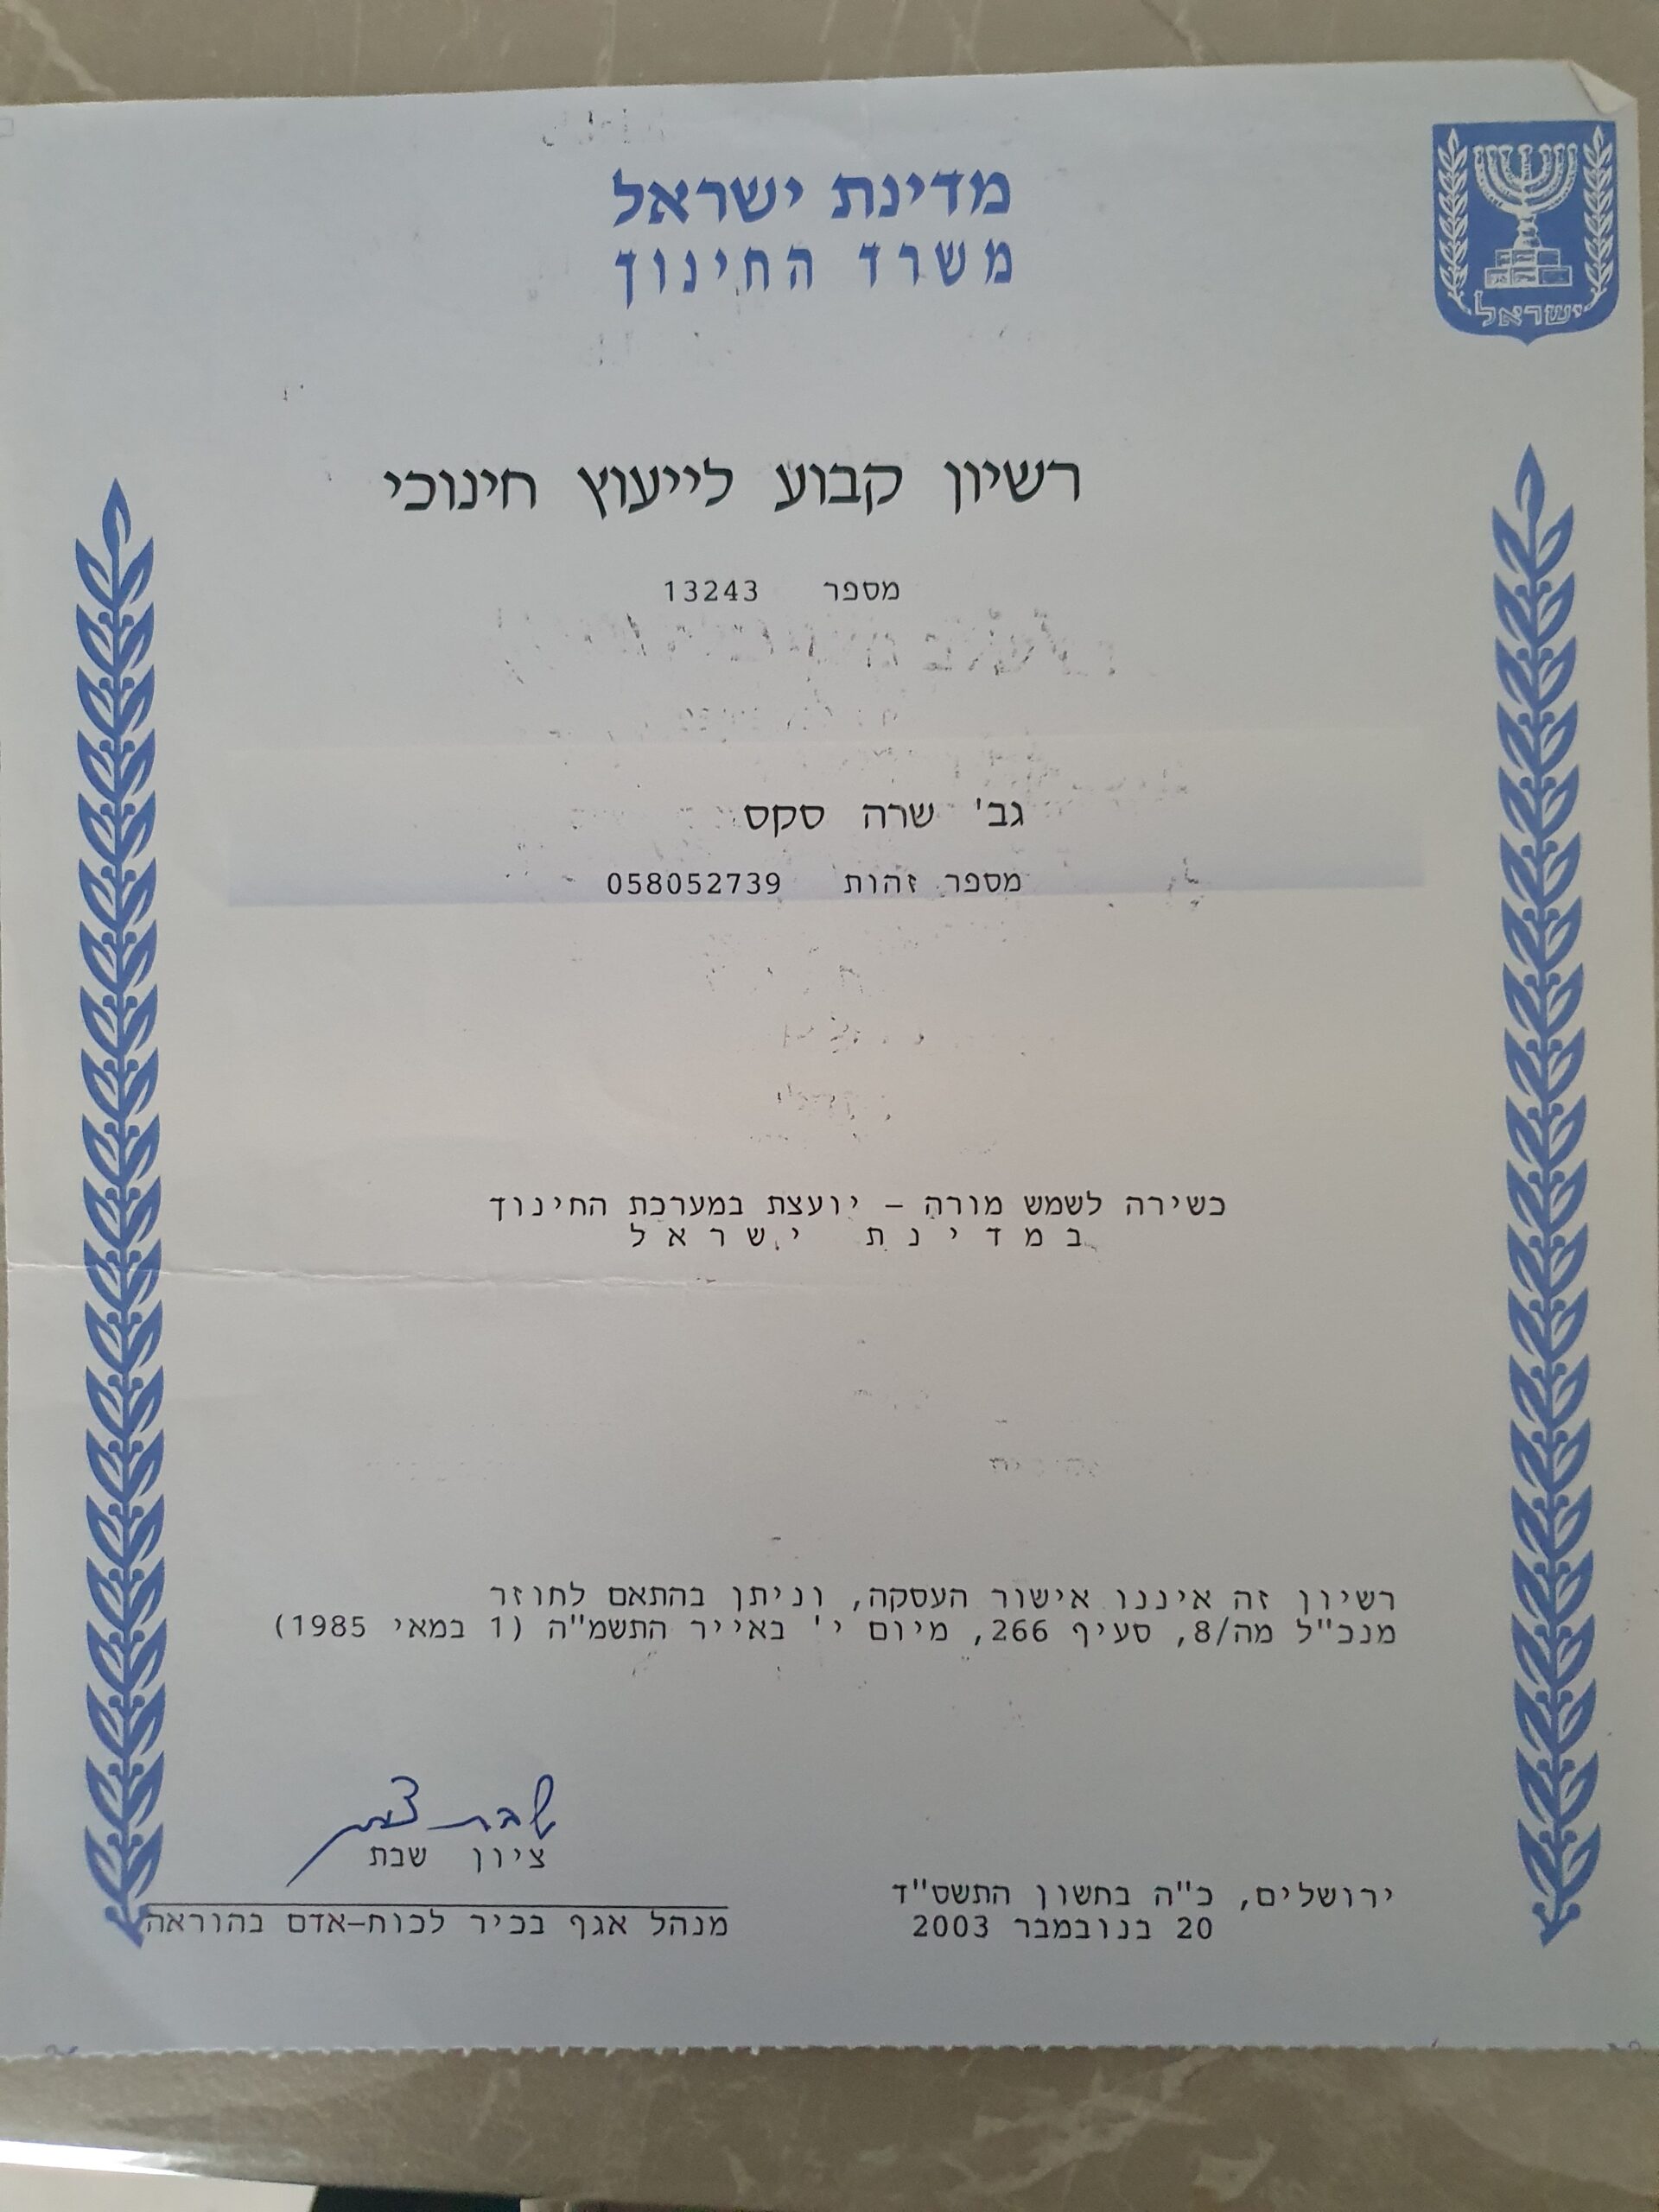 מדינת ישראל
משרד החינוך
ישראל
רשיון קבוע לייעוץ חינוכי
מספר 13243
גב' שרה סקס
מספר זהות 058052739
כשירה לשמש מורה – יועצת במערכת החינוך
במדינת ישראל
רשיון זה איננו אישור העסקה, וניתן בהתאם לחוזר
מנכ"ל מה/8, סעיף 266, מיום י' באייר התשמ"ה (1 במאי 1985)
שבת ציון
ציון שבת
מנהל אגף בכיר לכוח–אדם בהוראה
ירושלים, כ"ה בחשון התשס"ד
20 בנובמבר 2003